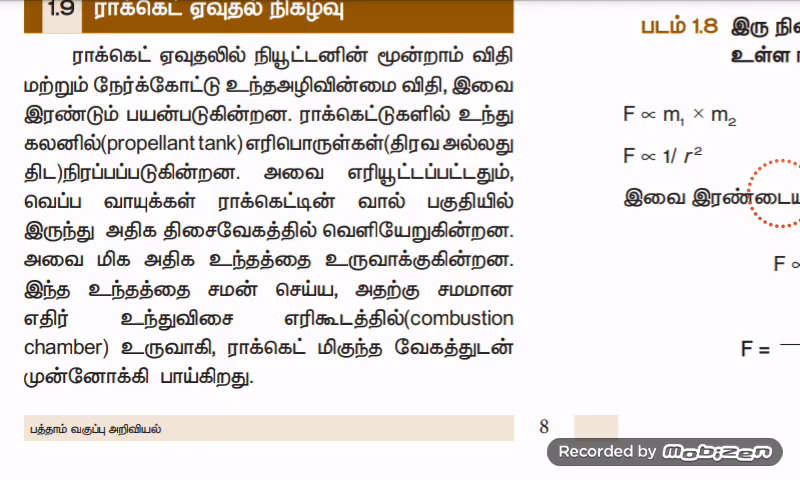 1.9 ராக்கெட் ஏவுதல் நிகழ்வு
ராக்கெட் ஏவுதலில் நியூட்டனின் மூன்றாம் விதி
மற்றும் நேர்க்கோட்டு உந்தஅழிவின்மை விதி, இவை
இரண்டும் பயன்படுகின்றன. ராக்கெட்டுகளில் உந்து
கலனில்(propellant tank) எரிபொருள்கள்(திரவ அல்லது
திட)நிரப்பப்படுகின்றன. அவை எரியூட்டப்பட்டதும்,
வெப்ப வாயுக்கள் ராக்கெட்டின் வால் பகுதியில்
இருந்து அதிக திசைவேகத்தில் வெளியேறுகின்றன.
அவை மிக அதிக உந்தத்தை உருவாக்குகின்றன.
இந்த உந்தத்தை சமன் செய்ய, அதற்கு சமமான
எதிர் உந்துவிசை எரிகூடத்தில்(combustion
chamber) உருவாகி, ராக்கெட் மிகுந்த வேகத்துடன்
முன்னோக்கி பாய்கிறது.
பத்தாம் வகுப்பு அறிவியல்
8
படம் 1.8 இரு
உள்ள
F ∝ m₁ × m₂
F ∝ 1/ r²
இவை
F ∝
F =
Recorded by mobizen